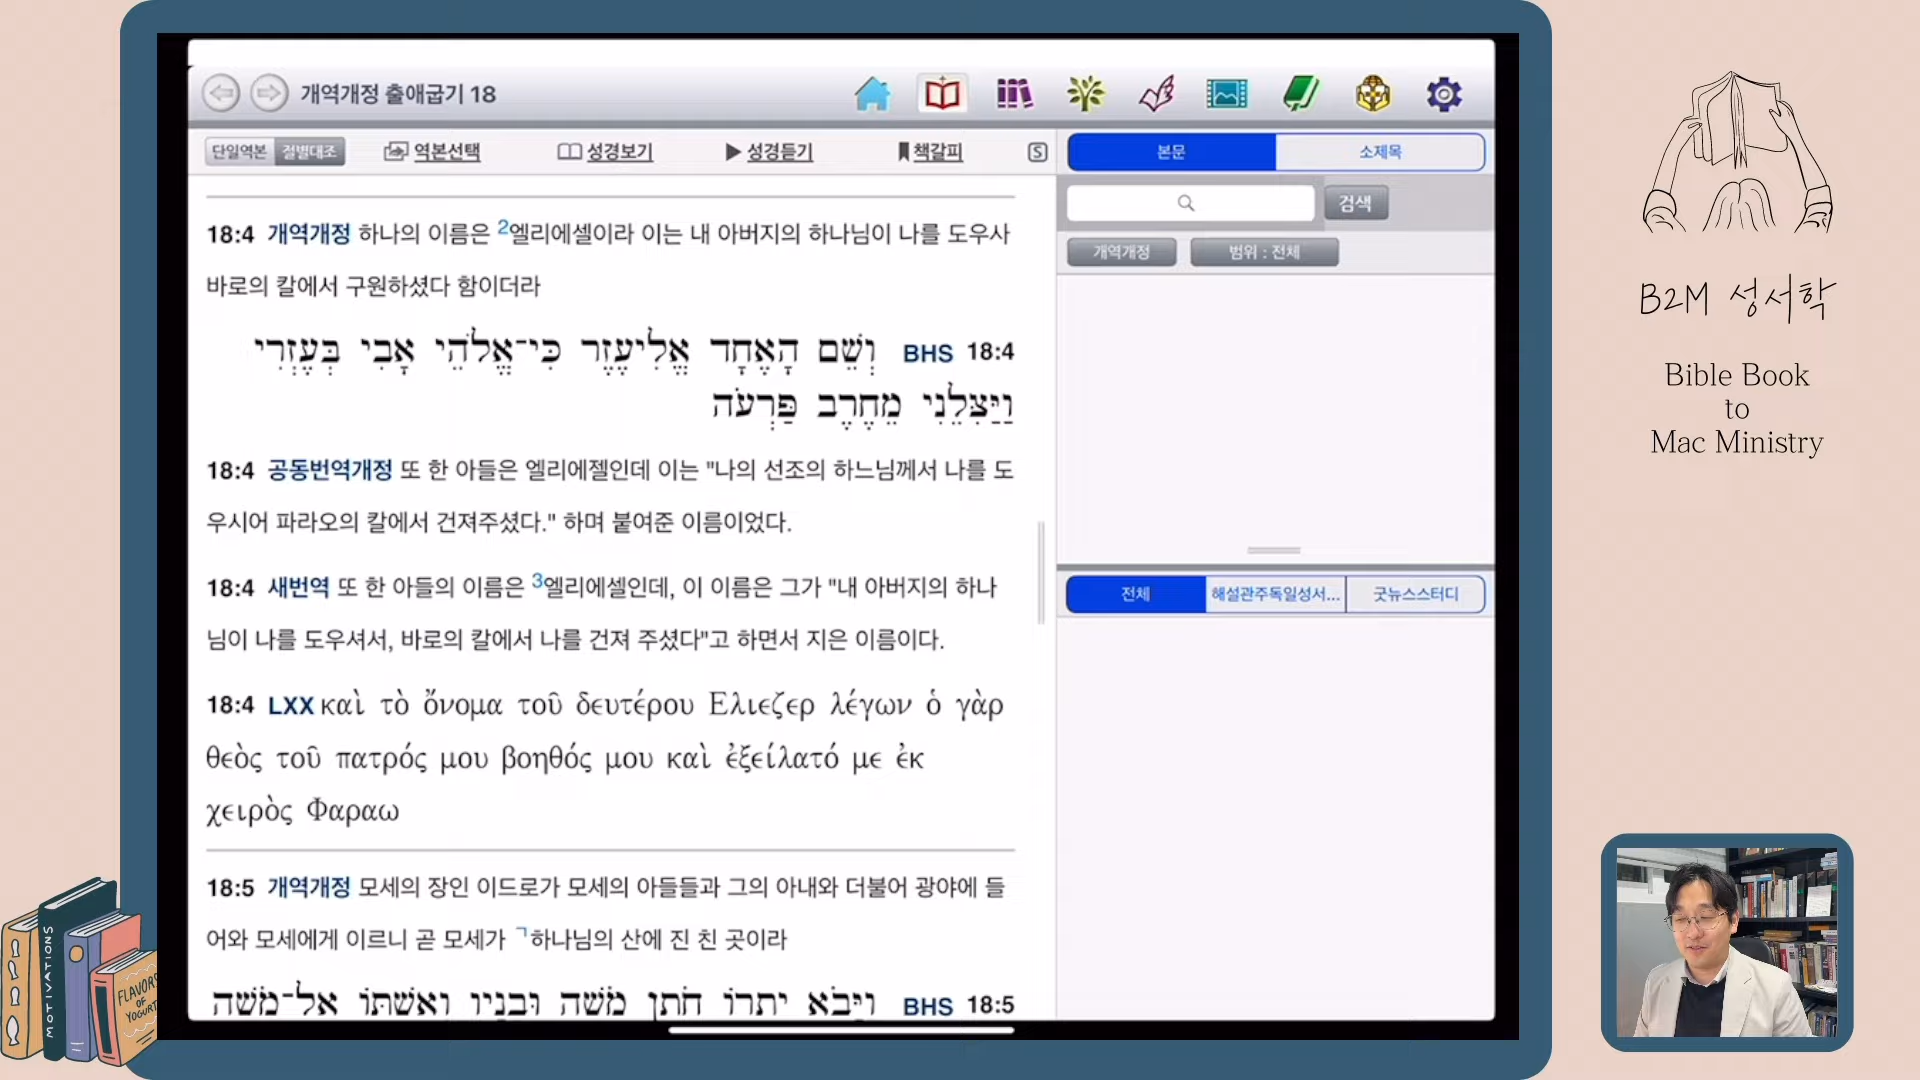 개역개정 출애굽기 18
단일역본 절별대조 역본선택 성경보기 성경듣기 책갈피 S
본문 소제목
검색
개역개정 범위 : 전체
18:4 개역개정 하나의 이름은 2엘리에셀이라 이는 내 아버지의 하나님이 나를 도우사
바로의 칼에서 구원하셨다 함이더라
BHS 18:4 וְשֵׁם הָאֶחָד אֱלִיעֶזֶר כִּי־אֱלֹהֵי אָבִי בְּעֶזְרִי
וַיַּצִּלֵנִי מֵחֶרֶב פַּרְעֹה
18:4 공동번역개정 또 한 아들은 엘리에젤인데 이는 "나의 선조의 하느님께서 나를 도
우시어 파라오의 칼에서 건져주셨다." 하며 붙여준 이름이었다.
18:4 새번역 또 한 아들의 이름은 3엘리에셀인데, 이 이름은 그가 "내 아버지의 하나
님이 나를 도우셔서, 바로의 칼에서 나를 건져 주셨다"고 하면서 지은 이름이다.
18:4 LXX καὶ τὸ ὄνομα τοῦ δευτέρου Ελιεζερ λέγων ὁ γὰρ
θεὸς τοῦ πατρός μου βοηθός μου καὶ ἐξείλατό με ἐκ
χειρὸς Φαραω
18:5 개역개정 모세의 장인 이드로가 모세의 아들들과 그의 아내와 더불어 광야에 들
어와 모세에게 이르니 곧 모세가 ㄱ하나님의 산에 진 친 곳이라
BHS 18:5 וַיָּבֹא יִתְרוֹ חֹתֵן מֹשֶׁה וּבָנָיו וְאִשְׁתּוֹ אֶל־מֹשֶׁה
전체 해설관주독일성서... 굿뉴스스터디
B2M 성서학
Bible Book
to
Mac Ministry
MOTIVATIONS
FLAVORS
OF
YOGURT